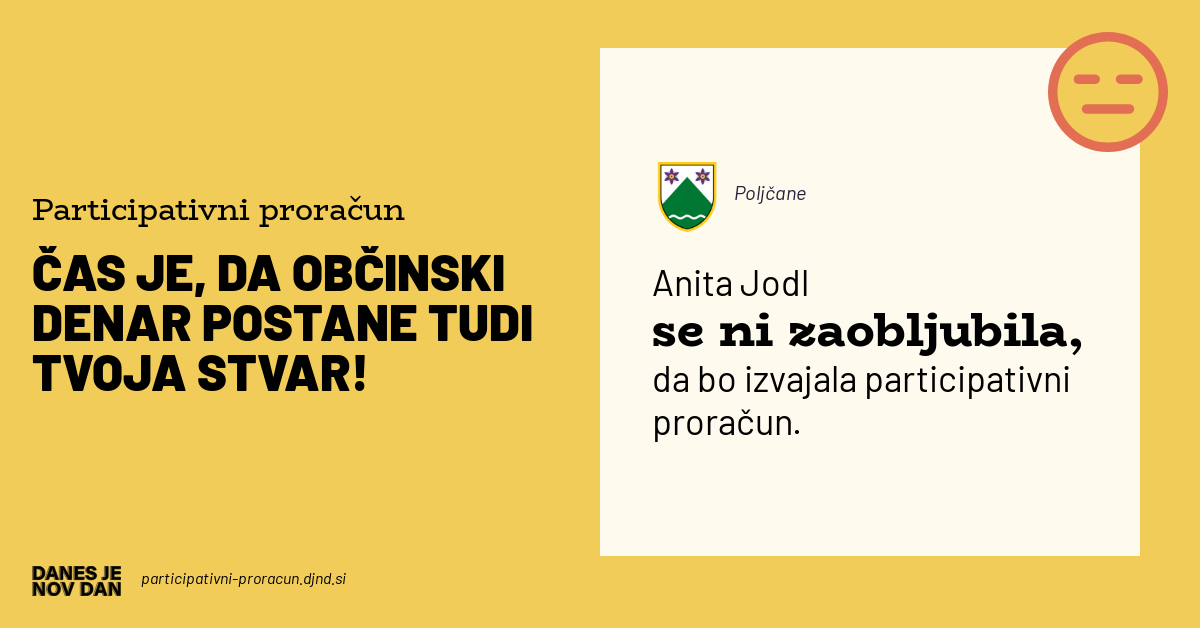 Participativni proračun
ČAS JE, DA OBČINSKI
DENAR POSTANE TUDI
TVOJA STVAR!
Poljčane
Anita Jodl
se ni zaobljubila,
da bo izvajala participativni
proračun.
DANES JE
NOV DAN
participativni-proracun.djnd.si